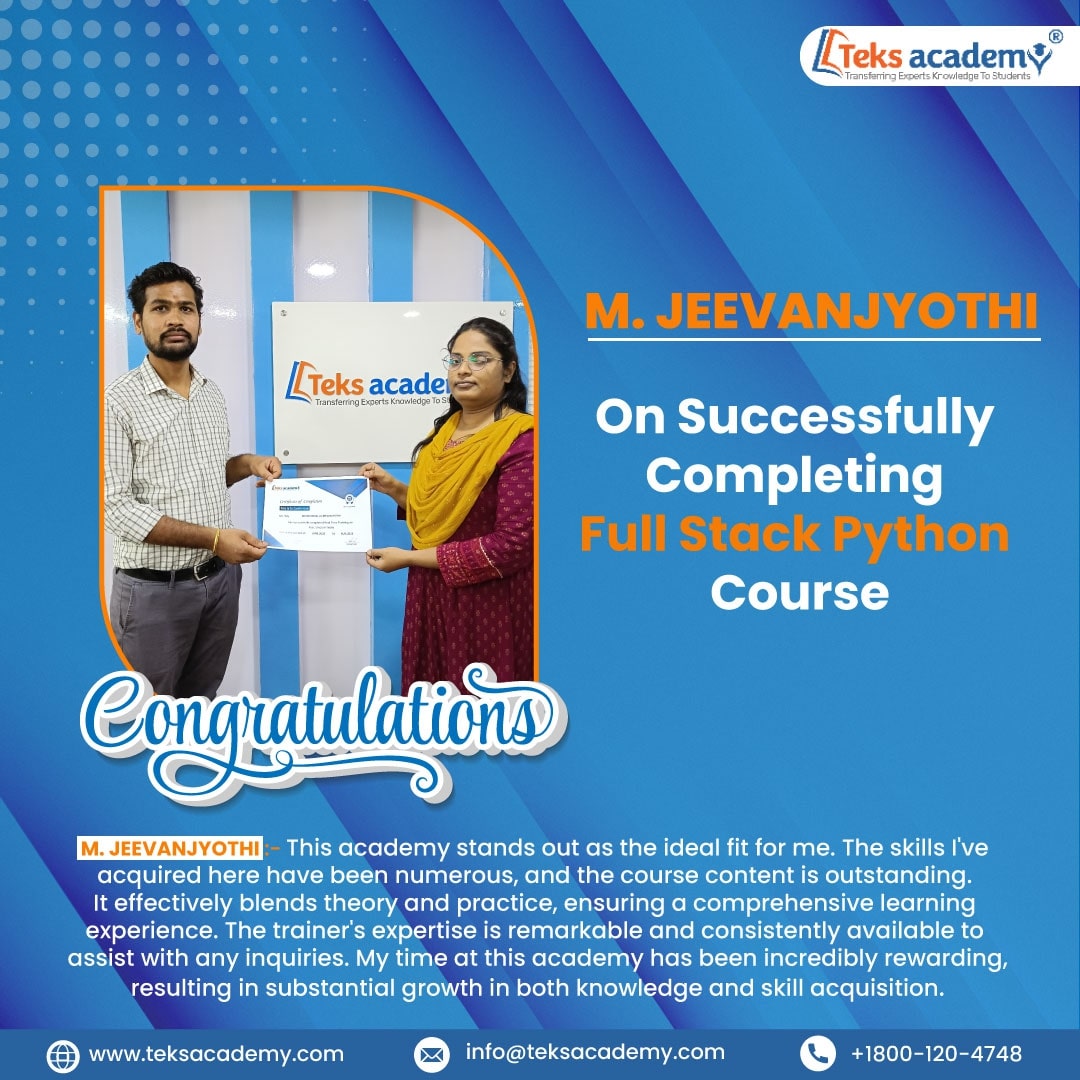 Teks academy®
Transferring Experts Knowledge To Students
Teks acade
Transferring Experts Knowledge To
Teks academy
Certificate of Completion
M. JEEVANJYOTHI
On Successfully
Completing
Full Stack Python
Course
Congratulations
M. JEEVANJYOTHI :- This academy stands out as the ideal fit for me. The skills I've
acquired here have been numerous, and the course content is outstanding.
It effectively blends theory and practice, ensuring a comprehensive learning
experience. The trainer's expertise is remarkable and consistently available to
assist with any inquiries. My time at this academy has been incredibly rewarding,
resulting in substantial growth in both knowledge and skill acquisition.
www.teksacademy.com
info@teksacademy.com
+1800-120-4748